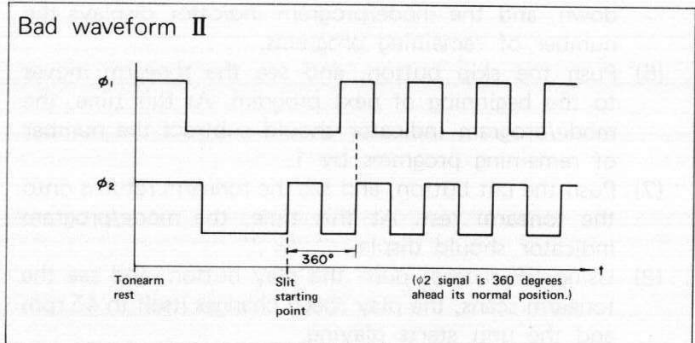 Bad waveform II
ϕ1
ϕ2
360°
t
Tonearm
rest
Slit
starting
point
(ϕ2 signal is 360 degrees
ahead its normal position.)